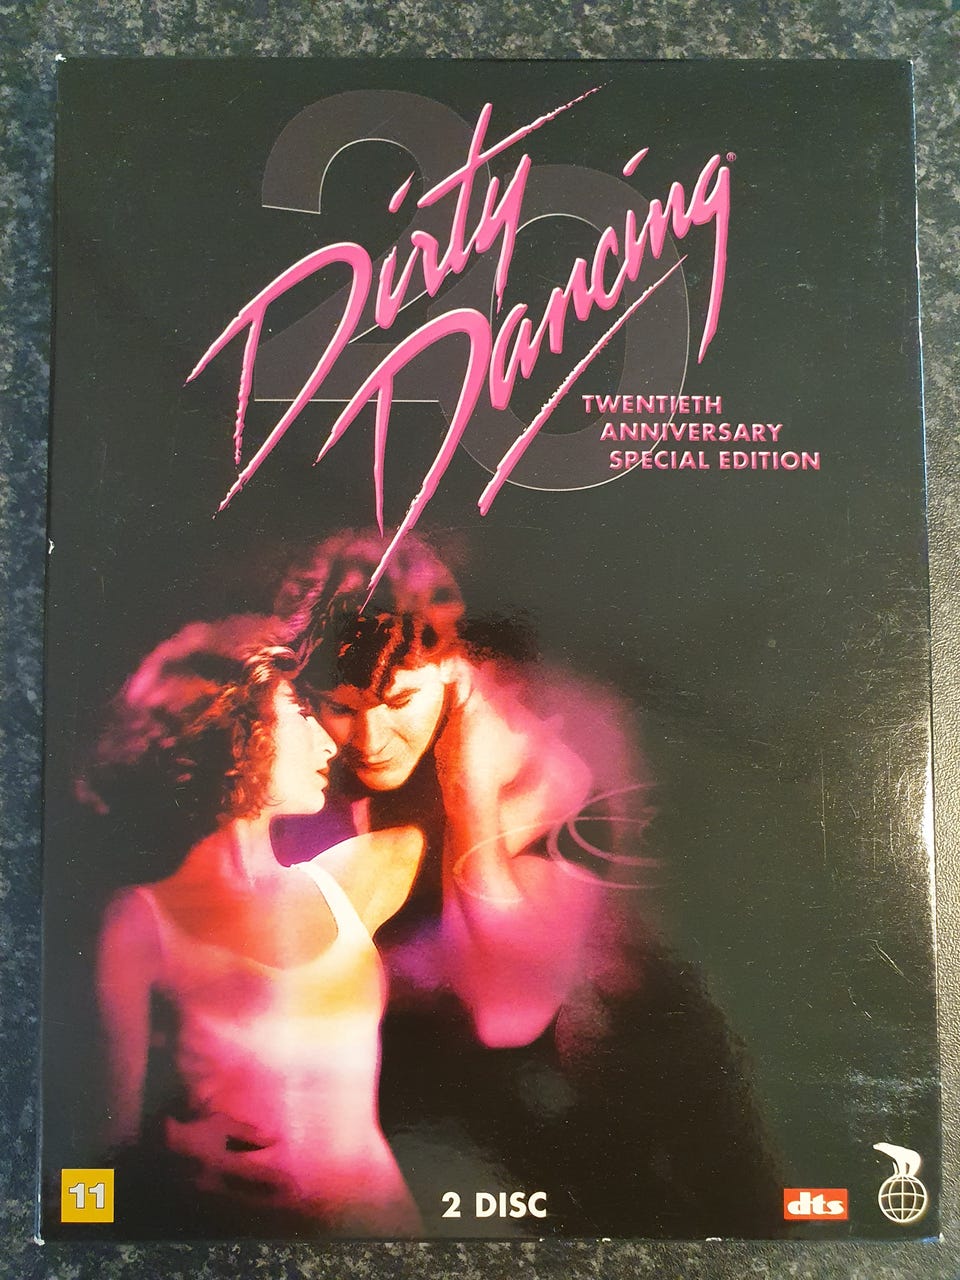 20
Dirty
Dancing®
TWENTIETH
ANNIVERSARY
SPECIAL EDITION
11
2 DISC
dts